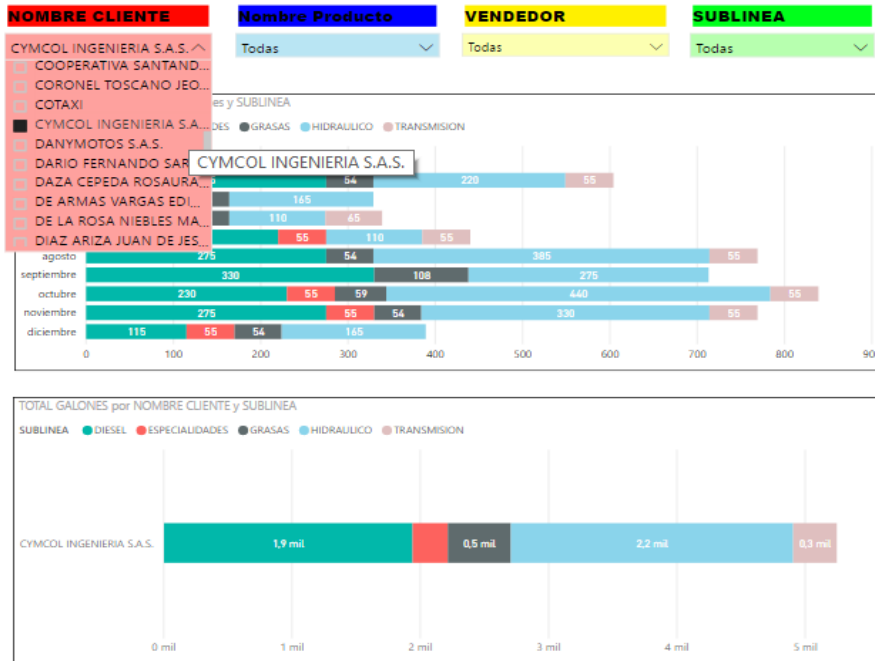 NOMBRE CLIENTE Nombre Producto VENDEDOR SUBLINEA
CYMCOL INGENIERIA S.A.S. Todas Todas Todas
COOPERATIVA SANTAND...
CORONEL TOSCANO JEO...
COTAXI
CYMCOL INGENIERIA S.A...
DANYMOTOS S.A.S.
DARIO FERNANDO SAR
DAZA CEPEDA ROSAURA...
DE ARMAS VARGAS EDI...
DE LA ROSA NIEBLES MA...
DIAZ ARIZA JUAN DE JES...
CYMCOL INGENIERIA S.A.S.
es y SUBLINEA
DES GRASAS HIDRAULICO TRANSMISION
54 220 55
165
110 65
55 110 55
agosto 275 54 385 55
septiembre 330 108 275
octubre 230 55 59 440 55
noviembre 275 55 54 330 55
diciembre 115 55 54 165
0 100 200 300 400 500 600 700 800 900
TOTAL GALONES por NOMBRE CLIENTE y SUBLINEA
SUBLINEA DIESEL ESPECIALIDADES GRASAS HIDRAULICO TRANSMISION
CYMCOL INGENIERIA S.A.S. 1,9 mil 0,5 mil 2,2 mil 0,3 mil
0 mil 1 mil 2 mil 3 mil 4 mil 5 mil